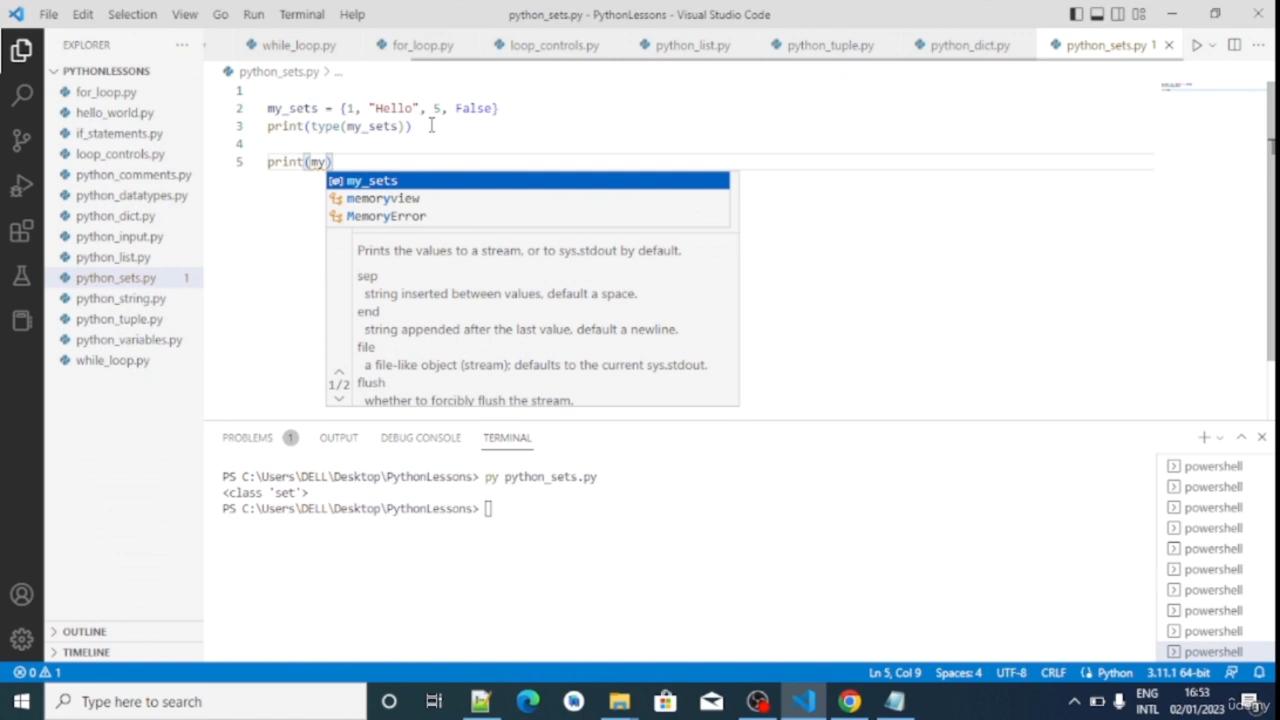 File Edit Selection View Go Run Terminal Help
python_sets.py - PythonLessons - Visual Studio Code
EXPLORER
while_loop.py
for_loop.py
loop_controls.py
python_list.py
python_tuple.py
python_dict.py
python_sets.py 1
PYTHONLESSONS
for_loop.py
hello_world.py
if_statements.py
loop_controls.py
python_comments.py
python_datatypes.py
python_dict.py
python_input.py
python_list.py
python_sets.py 1
python_string.py
python_tuple.py
python_variables.py
while_loop.py
OUTLINE
TIMELINE
python_sets.py > ...
1
2 my_sets = {1, "Hello", 5, False}
3 print(type(my_sets))
4
5 print(my)
my_sets
memoryview
MemoryError
Prints the values to a stream, or to sys.stdout by default.
sep
string inserted between values, default a space.
end
string appended after the last value, default a newline.
file
a file-like object (stream); defaults to the current sys.stdout.
1/2
flush
whether to forcibly flush the stream.
PROBLEMS 1 OUTPUT DEBUG CONSOLE TERMINAL
PS C:\Users\DELL\Desktop\PythonLessons> py python_sets.py
<class 'set'>
PS C:\Users\DELL\Desktop\PythonLessons>
powershell
powershell
powershell
powershell
powershell
powershell
powershell
powershell
powershell
powershell
0 1
Ln 5, Col 9 Spaces: 4 UTF-8 CRLF Python 3.11.1 64-bit
Type here to search
ENG
INTL
16:53
02/01/2023
udemy